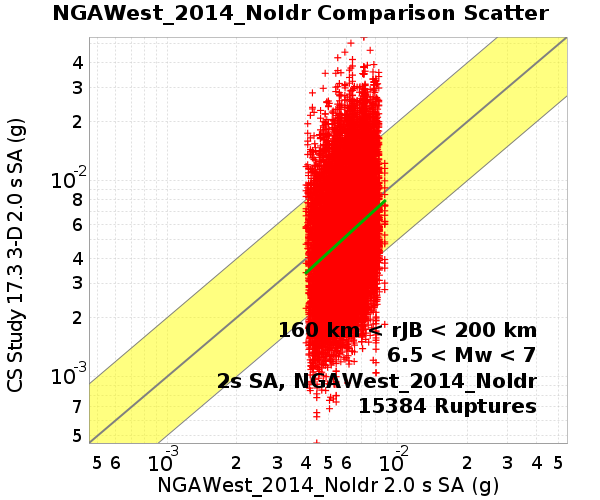 NGAWest_2014_NoIdr Comparison Scatter
CS Study 17.3 3-D 2.0 s SA (g)
4
3
2
10⁻²
8
6
4
3
2
10⁻³
7
5
160 km < rJB < 200 km
6.5 < Mw < 7
2s SA, NGAWest_2014_NoIdr
15384 Ruptures
5 6 10⁻³ 2 3 4 5 6 10⁻² 2 3 4 5
NGAWest_2014_NoIdr 2.0 s SA (g)